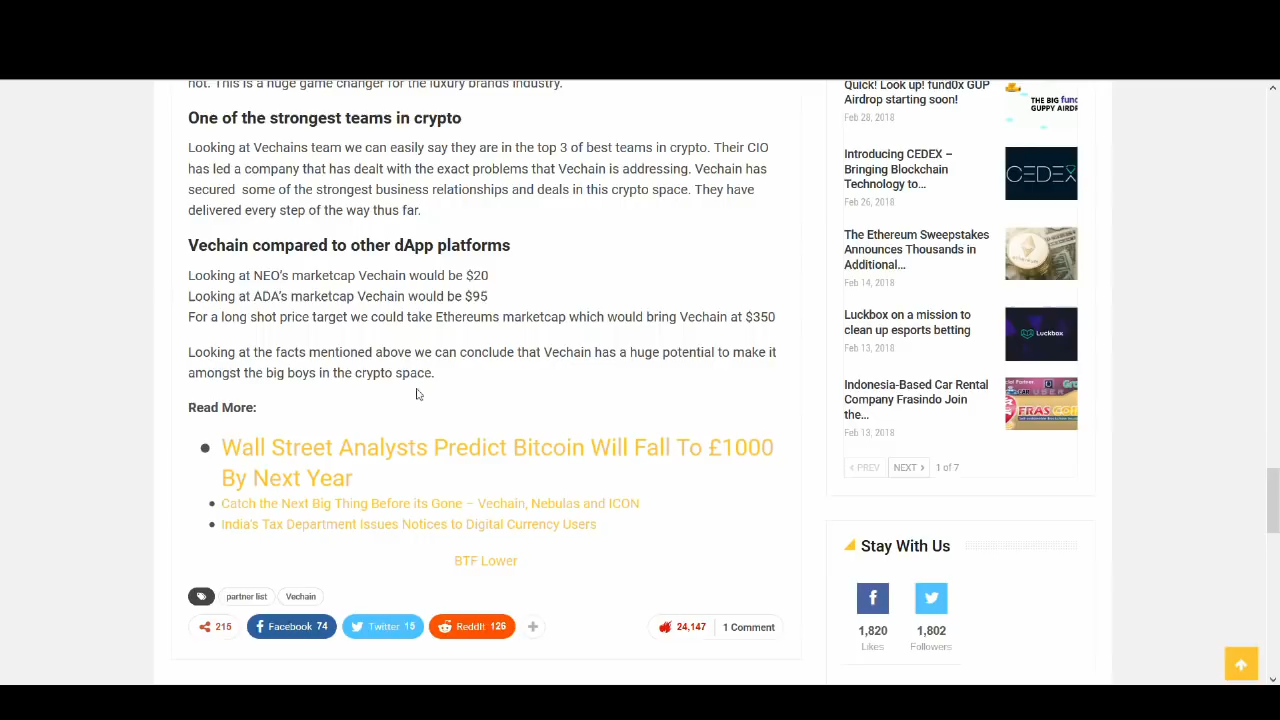 not. This is a huge game changer for the luxury brands industry.
One of the strongest teams in crypto
Looking at Vechains team we can easily say they are in the top 3 of best teams in crypto. Their CIO
has led a company that has dealt with the exact problems that Vechain is addressing. Vechain has
secured some of the strongest business relationships and deals in this crypto space. They have
delivered every step of the way thus far.
Vechain compared to other dApp platforms
Looking at NEO's marketcap Vechain would be $20
Looking at ADA's marketcap Vechain would be $95
For a long shot price target we could take Ethereums marketcap which would bring Vechain at $350
Looking at the facts mentioned above we can conclude that Vechain has a huge potential to make it
amongst the big boys in the crypto space.
Read More:
Wall Street Analysts Predict Bitcoin Will Fall To £1000
By Next Year
Catch the Next Big Thing Before its Gone – Vechain, Nebulas and ICON
India's Tax Department Issues Notices to Digital Currency Users
BTF Lower
partner list
Vechain
215
Facebook 74
Twitter 15
ReddIt 126
24,147
1 Comment
Quick! Look up! fund0x GUP
Airdrop starting soon!
Feb 28, 2018
THE BIG fund
GUPPY AIRDR
Introducing CEDEX –
Bringing Blockchain
Technology to…
Feb 26, 2018
CEDEX
The Ethereum Sweepstakes
Announces Thousands in
Additional…
Feb 14, 2018
Luckbox on a mission to
clean up esports betting
Feb 13, 2018
Luckbox
Indonesia-Based Car Rental
Company Frasindo Join
the…
Feb 13, 2018
PREV
NEXT
1 of 7
Stay With Us
1,820
Likes
1,802
Followers